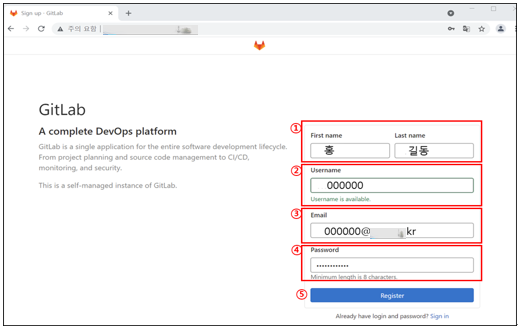 Sign up · GitLab
주의 요함
GitLab
A complete DevOps platform
GitLab is a single application for the entire software development lifecycle.
From project planning and source code management to CI/CD,
monitoring, and security.
This is a self-managed instance of GitLab.
①
First name
Last name
홍
길동
②
Username
000000
Username is available.
③
Email
000000@
kr
④
Password
Minimum length is 8 characters.
⑤
Register
Already have login and password? Sign in